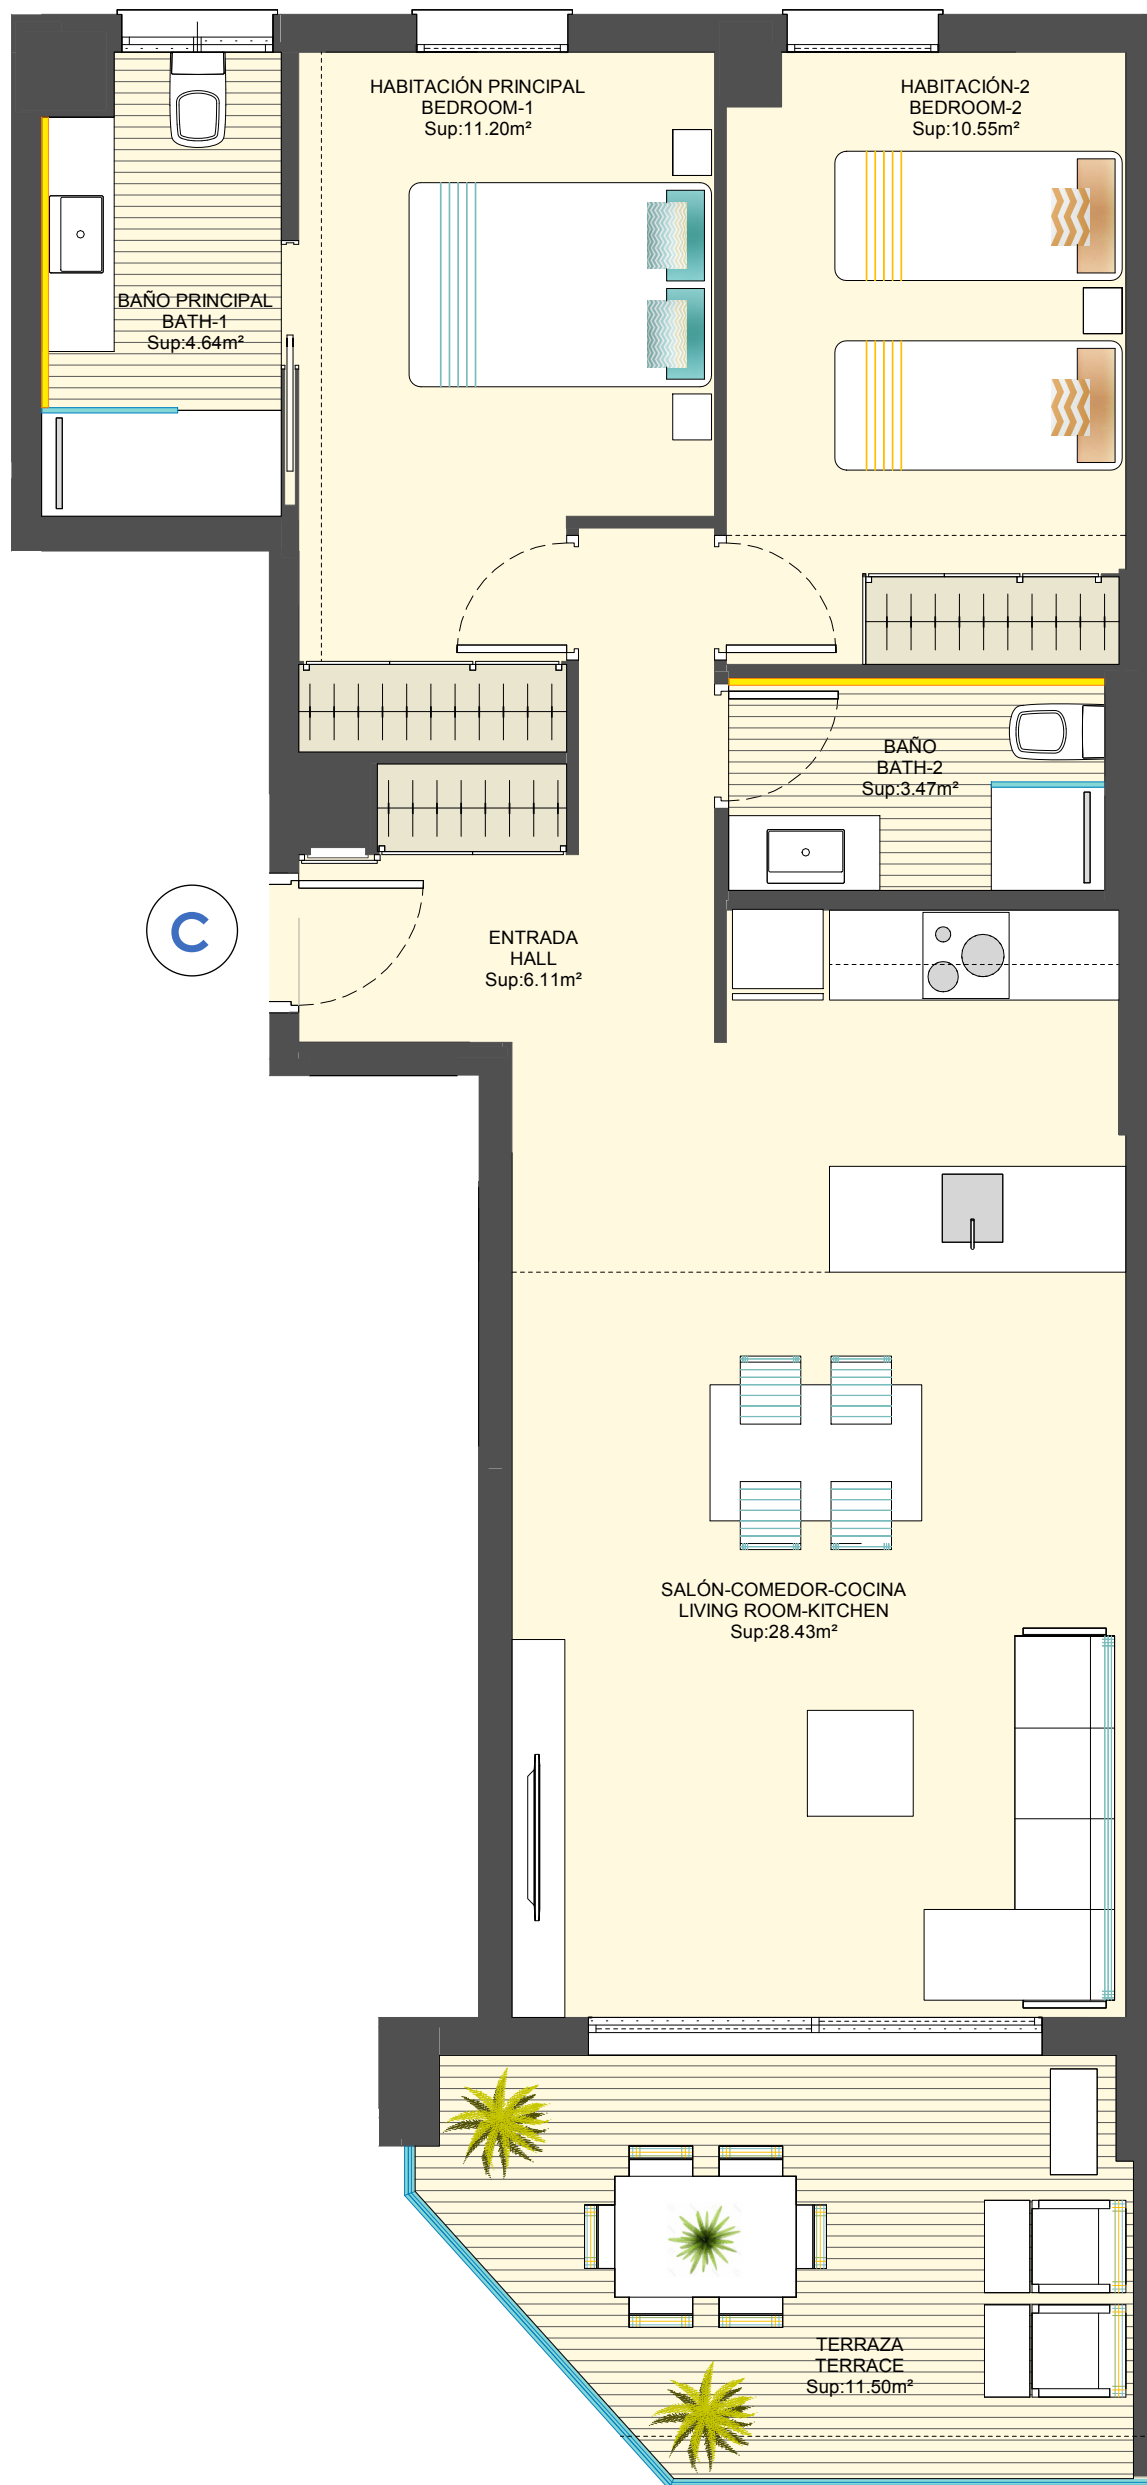 HABITACIÓN PRINCIPAL
BEDROOM-1
Sup:11.20m²
HABITACIÓN-2
BEDROOM-2
Sup:10.55m²
BAÑO PRINCIPAL
BATH-1
Sup:4.64m²
BAÑO
BATH-2
Sup:3.47m²
C
ENTRADA
HALL
Sup:6.11m²
SALÓN-COMEDOR-COCINA
LIVING ROOM-KITCHEN
Sup:28.43m²
TERRAZA
TERRACE
Sup:11.50m²